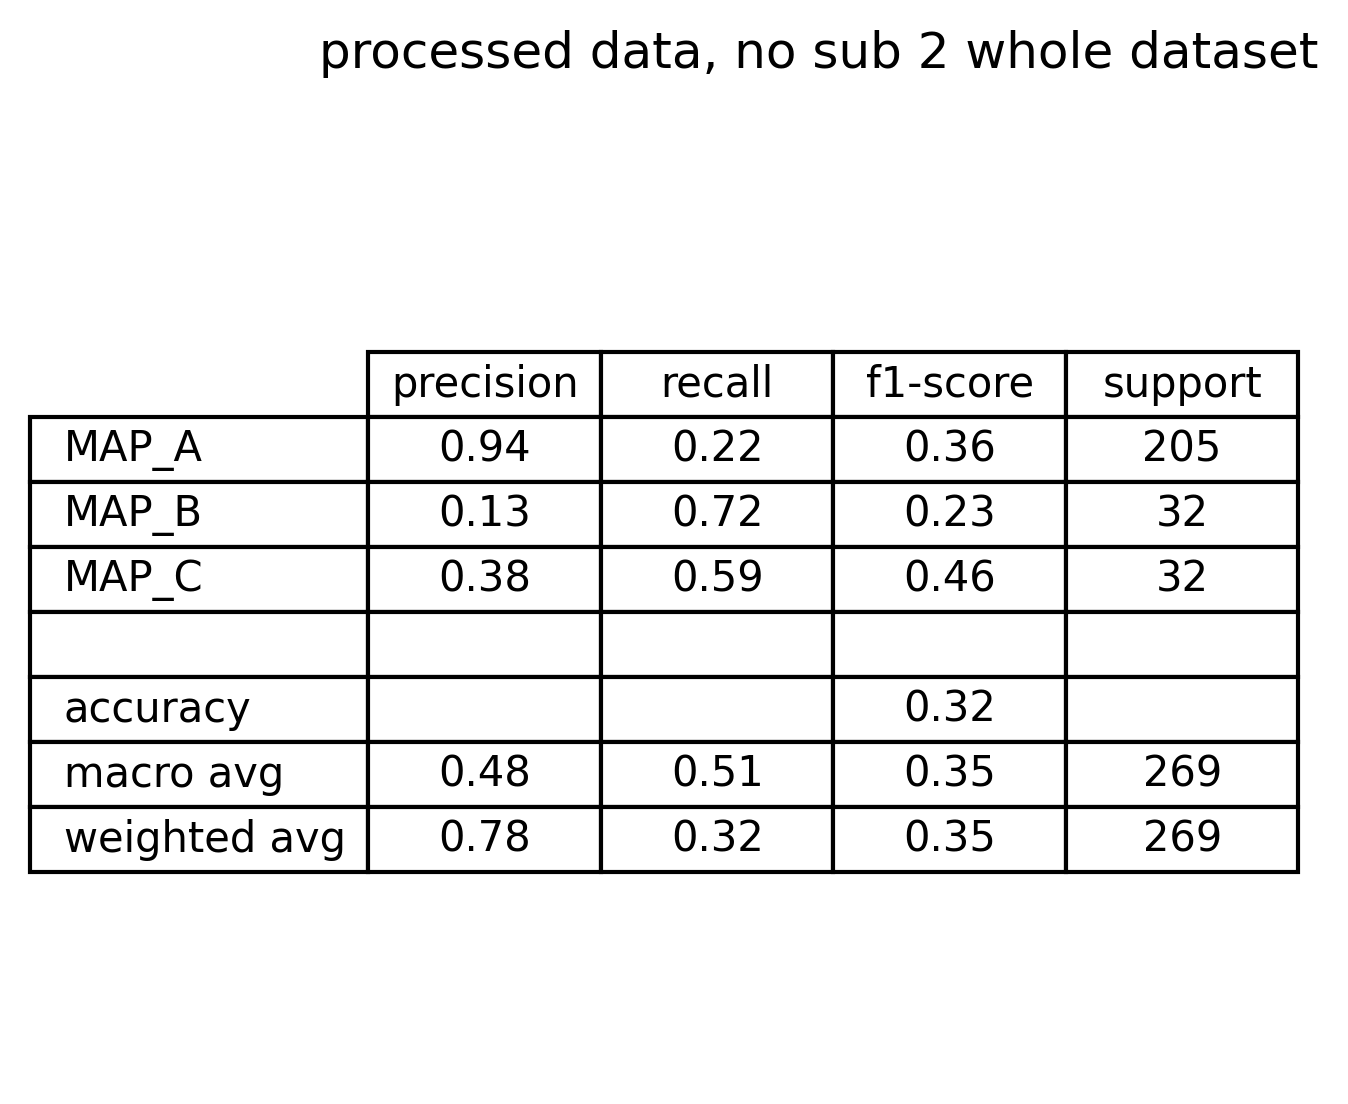 processed data, no sub 2 whole dataset
precision recall f1-score support
MAP_A 0.94 0.22 0.36 205
MAP_B 0.13 0.72 0.23 32
MAP_C 0.38 0.59 0.46 32
accuracy 0.32
macro avg 0.48 0.51 0.35 269
weighted avg 0.78 0.32 0.35 269